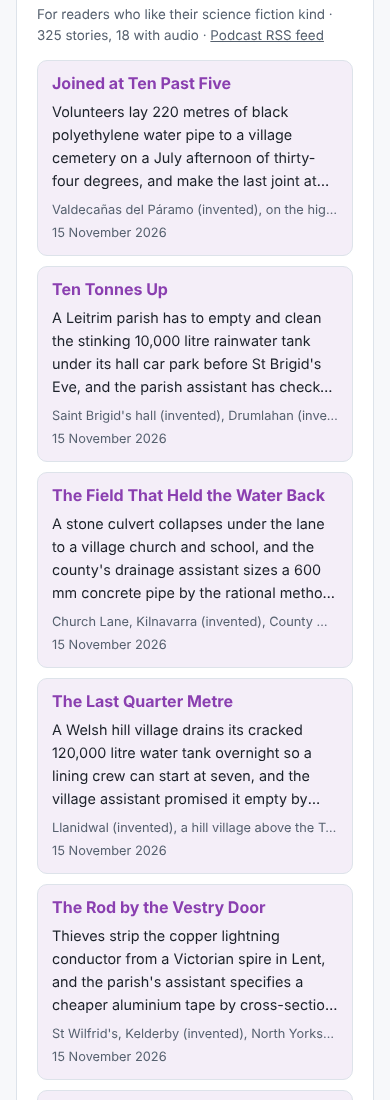 For readers who like their science fiction kind ·
325 stories, 18 with audio · Podcast RSS feed
Joined at Ten Past Five
Volunteers lay 220 metres of black
polyethylene water pipe to a village
cemetery on a July afternoon of thirty-
four degrees, and make the last joint at…
Valdecañas del Páramo (invented), on the hig…
15 November 2026
Ten Tonnes Up
A Leitrim parish has to empty and clean
the stinking 10,000 litre rainwater tank
under its hall car park before St Brigid's
Eve, and the parish assistant has check…
Saint Brigid's hall (invented), Drumlahan (inve…
15 November 2026
The Field That Held the Water Back
A stone culvert collapses under the lane
to a village church and school, and the
county's drainage assistant sizes a 600
mm concrete pipe by the rational metho…
Church Lane, Kilnavarra (invented), County …
15 November 2026
The Last Quarter Metre
A Welsh hill village drains its cracked
120,000 litre water tank overnight so a
lining crew can start at seven, and the
village assistant promised it empty by…
Llanidwal (invented), a hill village above the T…
15 November 2026
The Rod by the Vestry Door
Thieves strip the copper lightning
conductor from a Victorian spire in Lent,
and the parish's assistant specifies a
cheaper aluminium tape by cross-sectio…
St Wilfrid's, Kelderby (invented), North Yorks…
15 November 2026